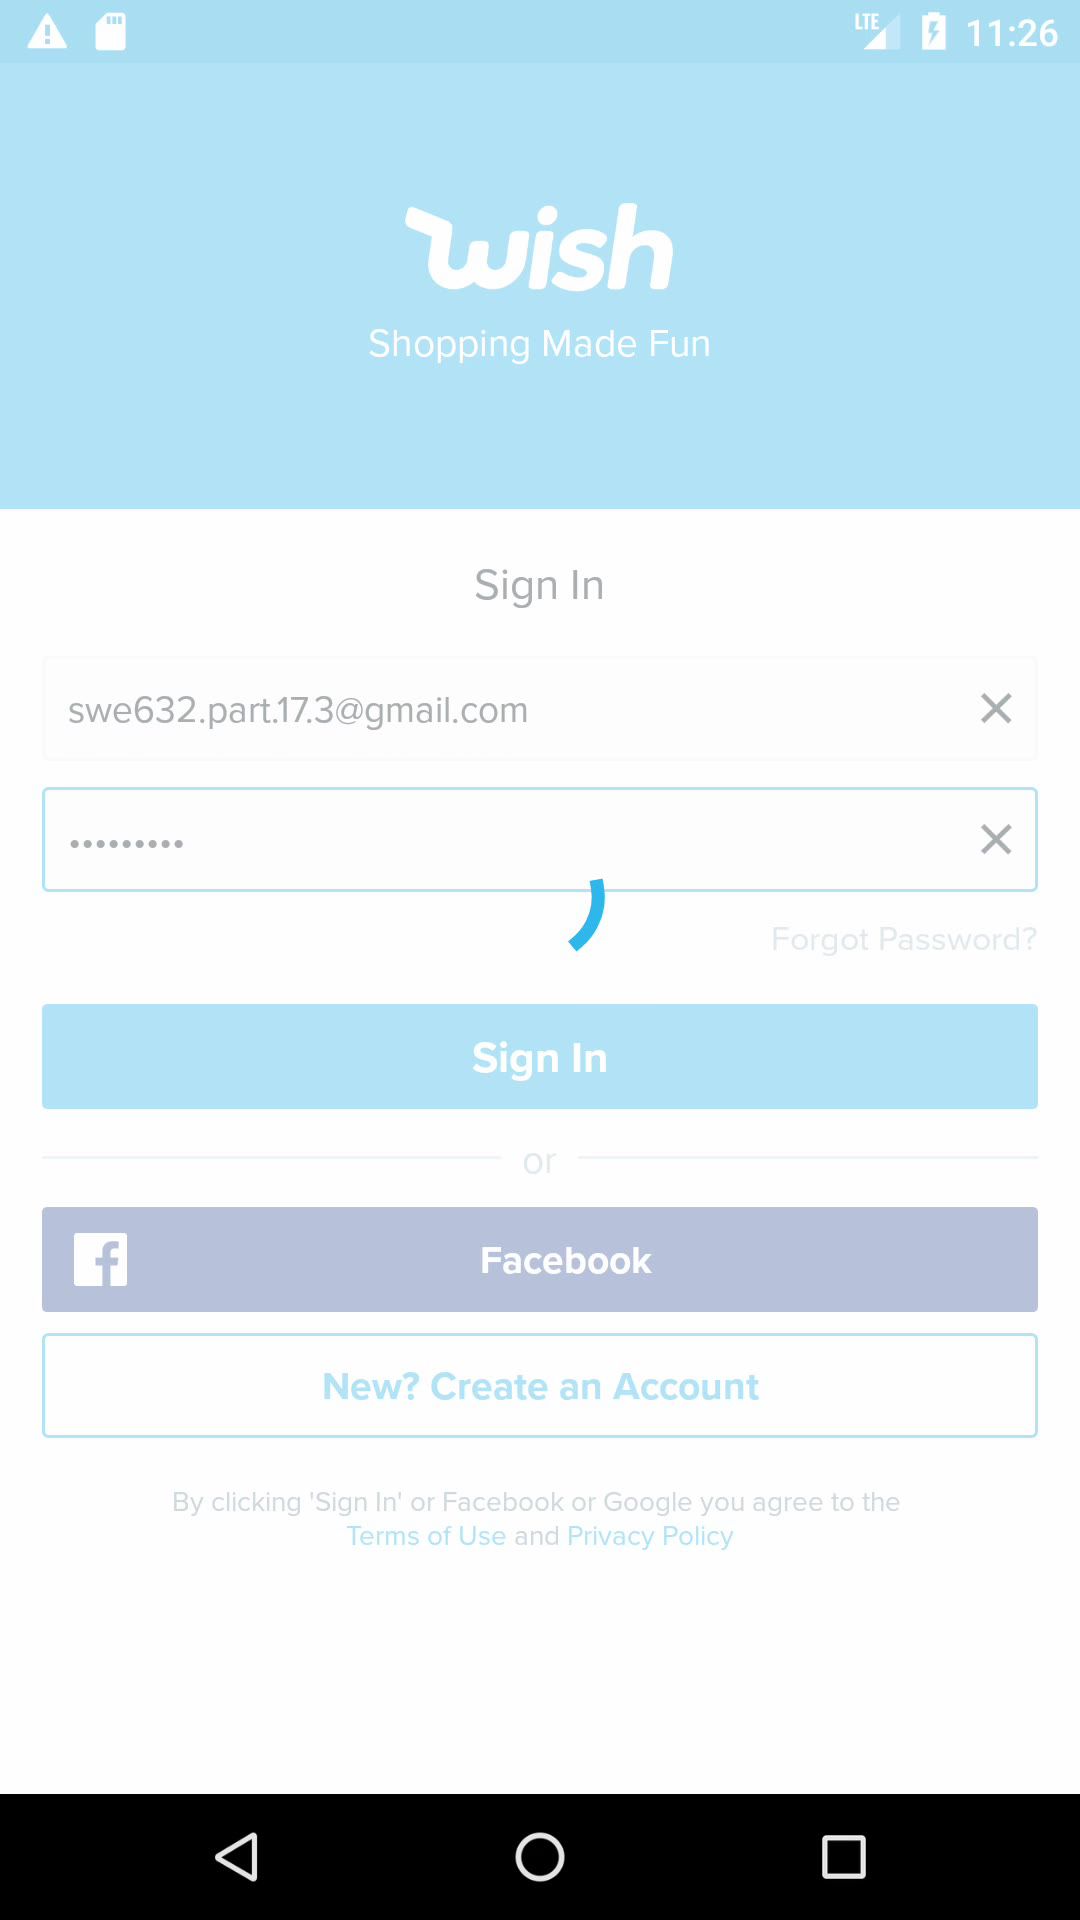 LTE 11:26
wish
Shopping Made Fun
Sign In
swe632.part.17.3@gmail.com
•••••••••
Forgot Password?
Sign In
or
Facebook
New? Create an Account
By clicking 'Sign In' or Facebook or Google you agree to the
Terms of Use and Privacy Policy